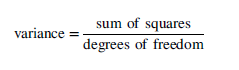 variance = sum of squares
degrees of freedom